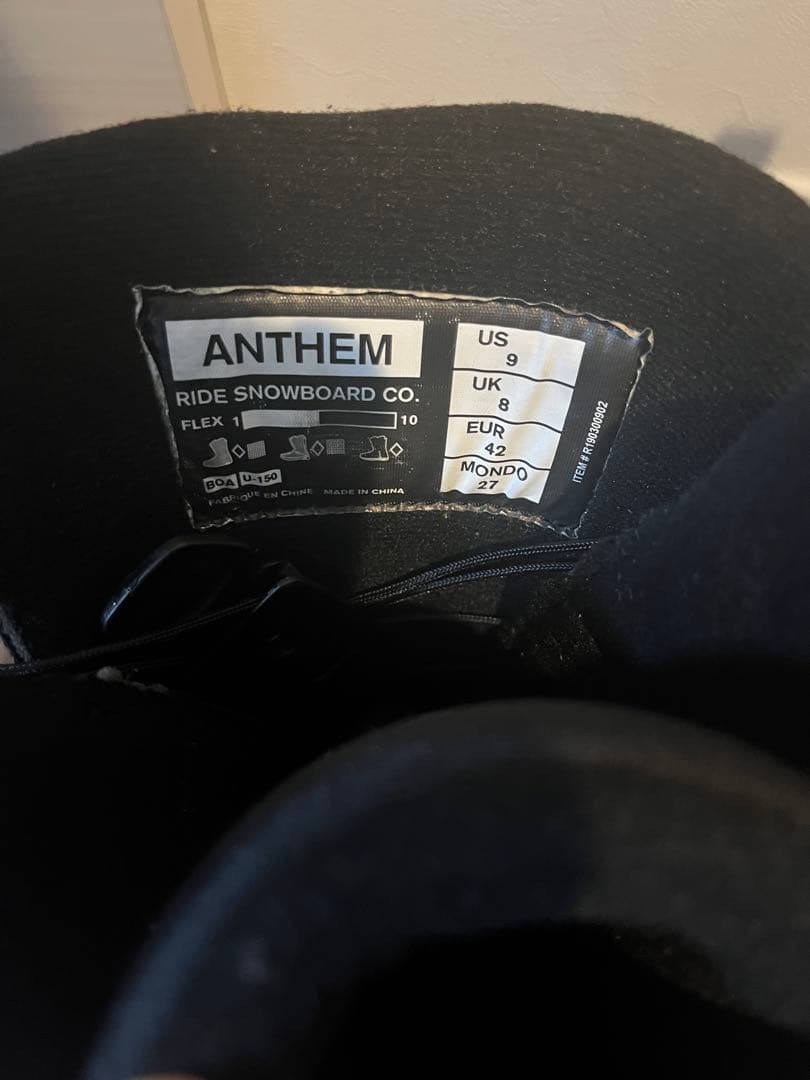 ANTHEM
RIDE SNOWBOARD CO.
FLEX 1 10
BOA U-150
FABRIQUE EN CHINE MADE IN CHINA
US
9
UK
8
EUR
42
MONDO
27
ITEM # R190300902